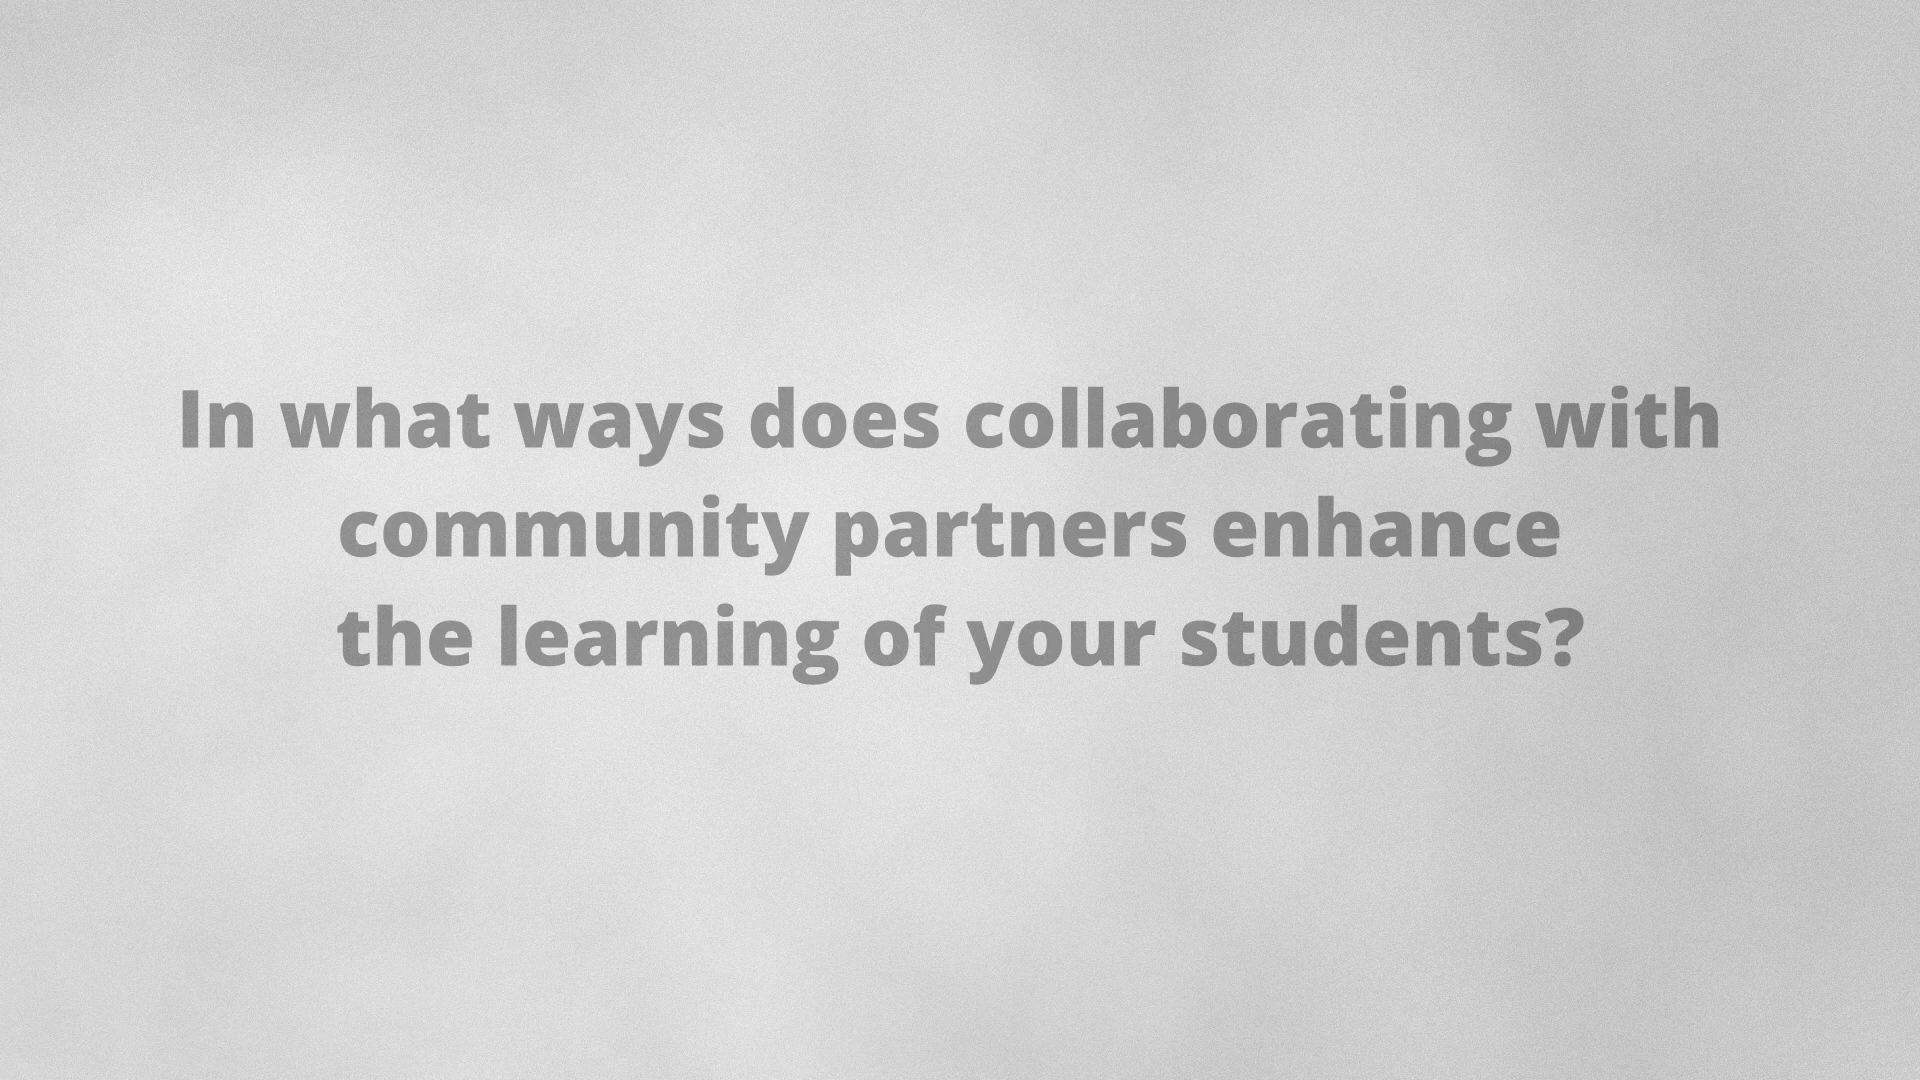 In what ways does collaborating with
community partners enhance
the learning of your students?